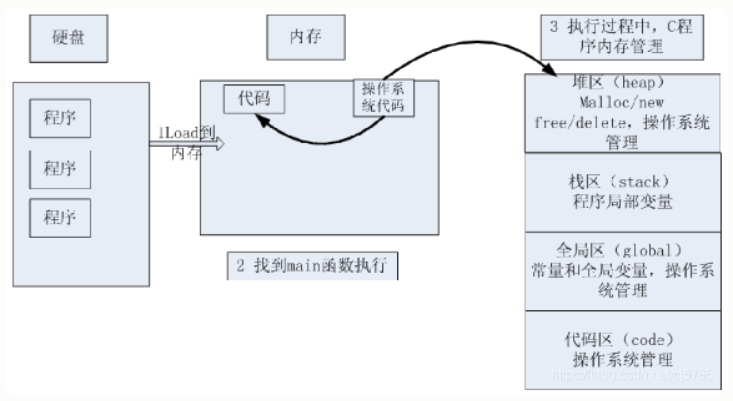 硬盘
内存
3 执行过程中，C程
序内存管理
程序
程序
程序
1Load到
内存
代码
操作系
统代码
2 找到main函数执行
堆区（heap）
Malloc/new
free/delete，操作系统
管理
栈区（stack）
程序局部变量
全局区（global）
常量和全局变量，操作系
统管理
代码区（code）
操作系统管理